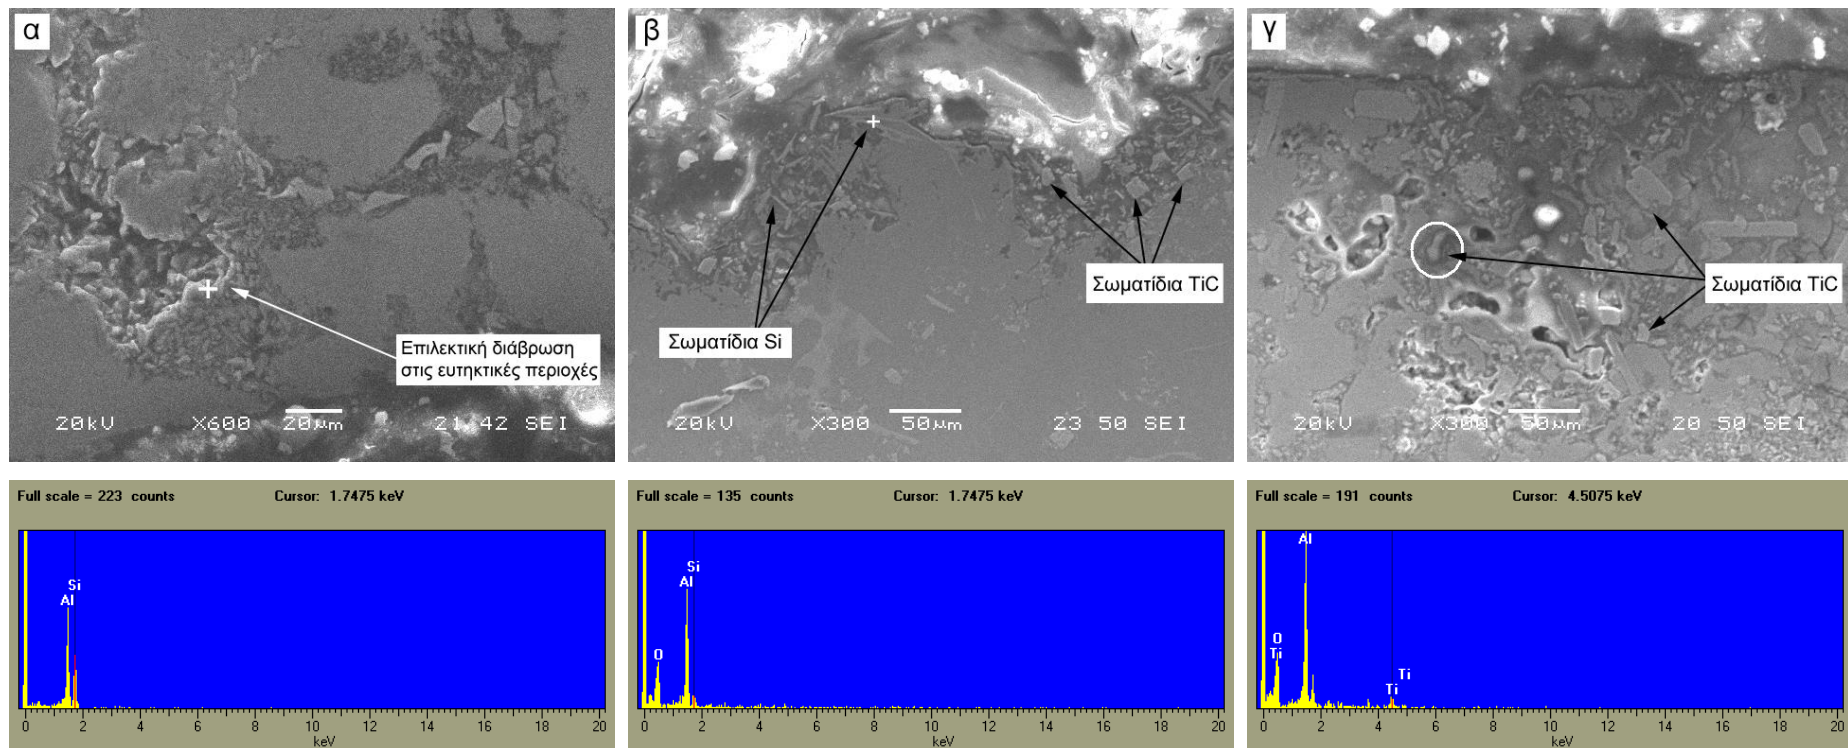 α
Επιλεκτική διάβρωση
στις ευτηκτικές περιοχές
20kV X600 20μm 21 42 SEI
β
Σωματίδια TiC
Σωματίδια Si
20kV X300 50μm 23 50 SEI
γ
Σωματίδια TiC
20kV X300 50μm 20 50 SEI
Full scale = 223 counts Cursor: 1.7475 keV
Si
Al
0 2 4 6 8 10 12 14 16 18 20
keV
Full scale = 135 counts Cursor: 1.7475 keV
Si
Al
O
0 2 4 6 8 10 12 14 16 18 20
keV
Full scale = 191 counts Cursor: 4.5075 keV
Al
O
Ti
Ti
Ti
0 2 4 6 8 10 12 14 16 18 20
keV